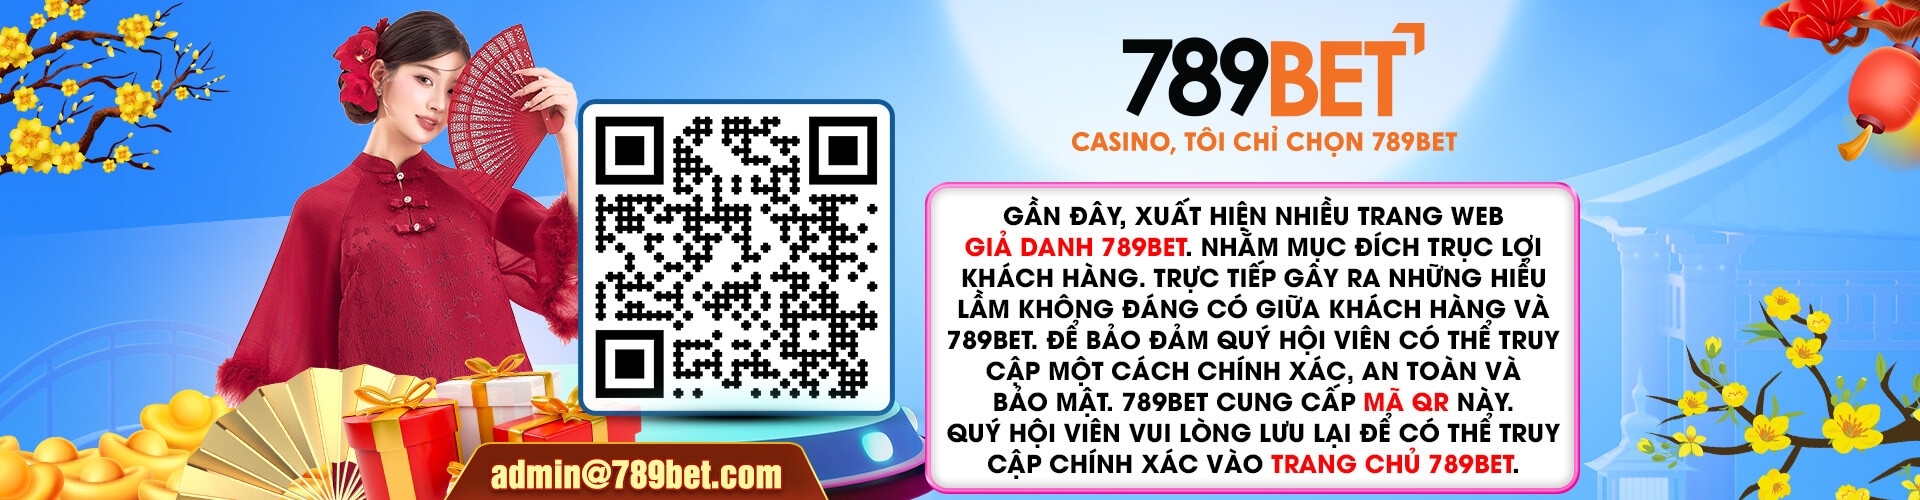 789BET
CASINO, TÔI CHỈ CHỌN 789BET
GẦN ĐÂY, XUẤT HIỆN NHIỀU TRANG WEB
GIẢ DANH 789BET. NHẰM MỤC ĐÍCH TRỤC LỢI
KHÁCH HÀNG. TRỰC TIẾP GÂY RA NHỮNG HIỂU
LẦM KHÔNG ĐÁNG CÓ GIỮA KHÁCH HÀNG VÀ
789BET. ĐỂ BẢO ĐẢM QUÝ HỘI VIÊN CÓ THỂ TRUY
CẬP MỘT CÁCH CHÍNH XÁC, AN TOÀN VÀ
BẢO MẬT. 789BET CUNG CẤP MÃ QR NÀY.
QUÝ HỘI VIÊN VUI LÒNG LƯU LẠI ĐỂ CÓ THỂ TRUY
CẬP CHÍNH XÁC VÀO TRANG CHỦ 789BET.
admin@789bet.com